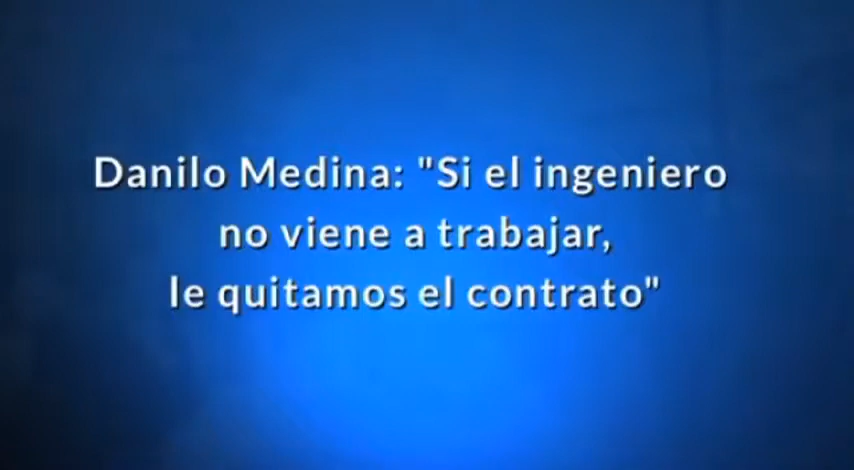 Danilo Medina: "Si el ingeniero
no viene a trabajar,
le quitamos el contrato"